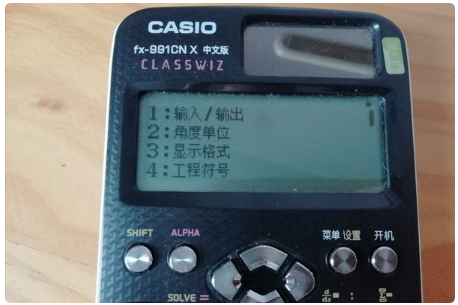 CASIO
fx-991CN X 中文版
CLASSWIZ
1:输入/输出
2:角度单位
3:显示格式
4:工程符号
SHIFT ALPHA 菜单 设置 开机
SOLVE =